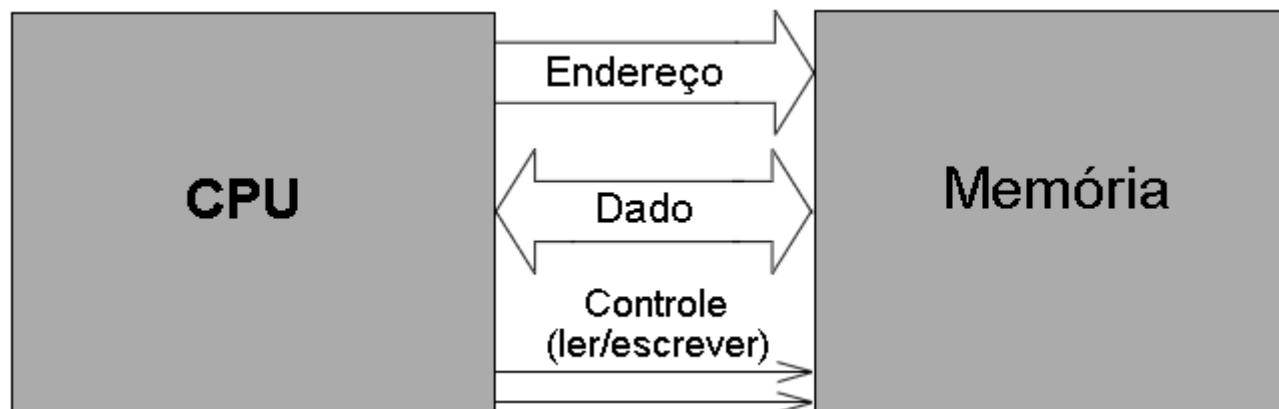 CPU
Endereço
Dado
Controle
(ler/escrever)
Memória